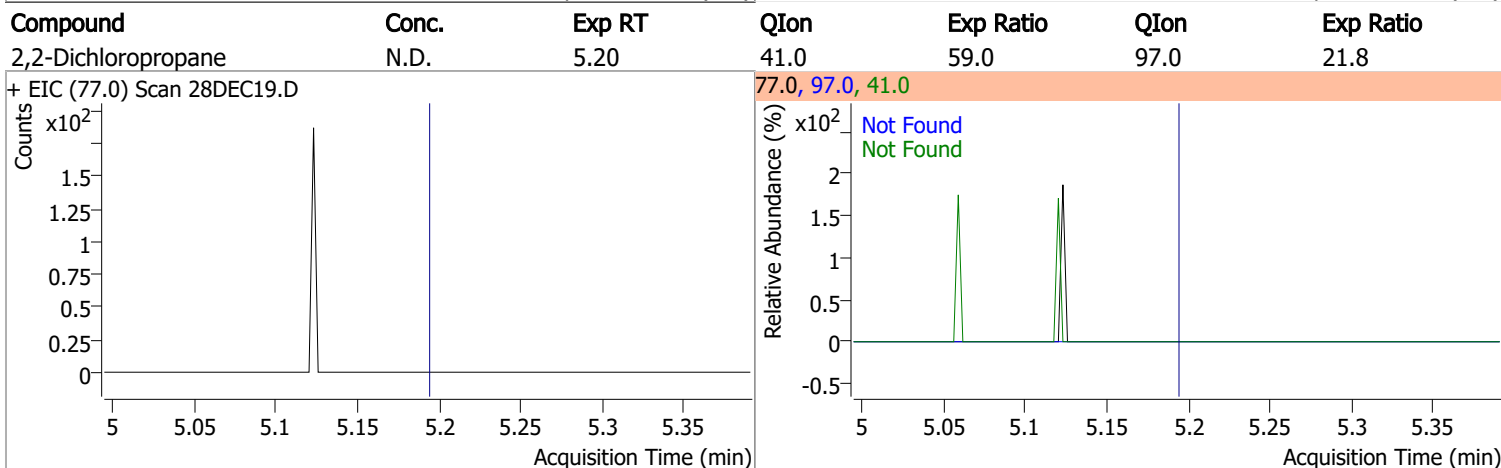 Compound Conc. Exp RT QIon Exp Ratio QIon Exp Ratio
2,2-Dichloropropane N.D. 5.20 41.0 59.0 97.0 21.8
+ EIC (77.0) Scan 28DEC19.D
Counts
x10²
1.5
1.25
1
0.75
0.5
0.25
0
5 5.05 5.1 5.15 5.2 5.25 5.3 5.35
Acquisition Time (min)
77.0, 97.0, 41.0
Relative Abundance (%)
x10²
Not Found
Not Found
2
1.5
1
0.5
0
-0.5
5 5.05 5.1 5.15 5.2 5.25 5.3 5.35
Acquisition Time (min)